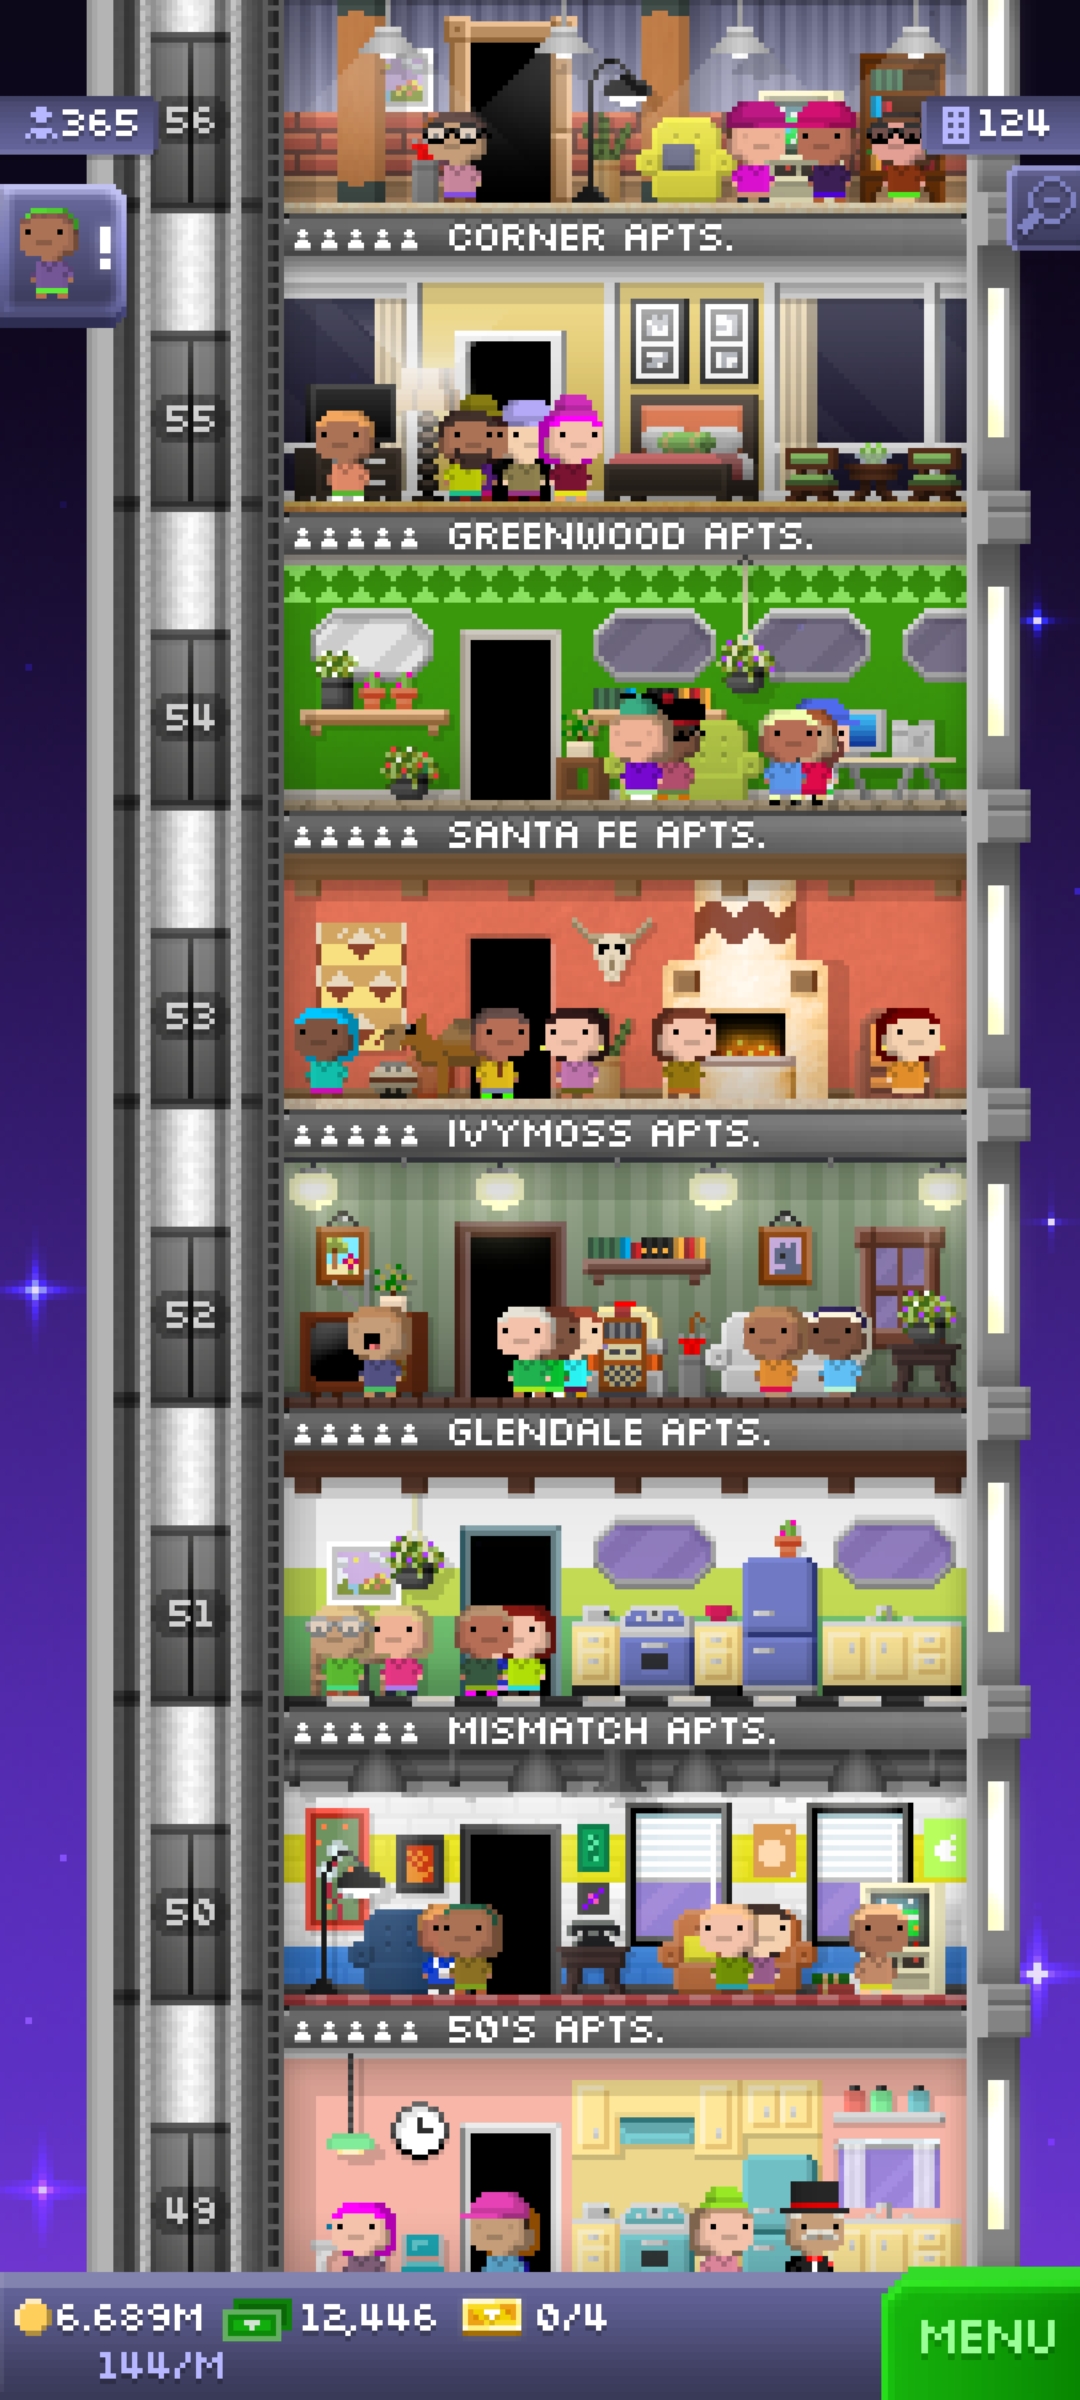 365
56
124
!
CORNER APTS.
55
GREENWOOD APTS.
54
SANTA FE APTS.
53
IVYMOSS APTS.
52
GLENDALE APTS.
51
MISMATCH APTS.
50
50'S APTS.
49
6.689M 12,446 0/4
144/M
MENU